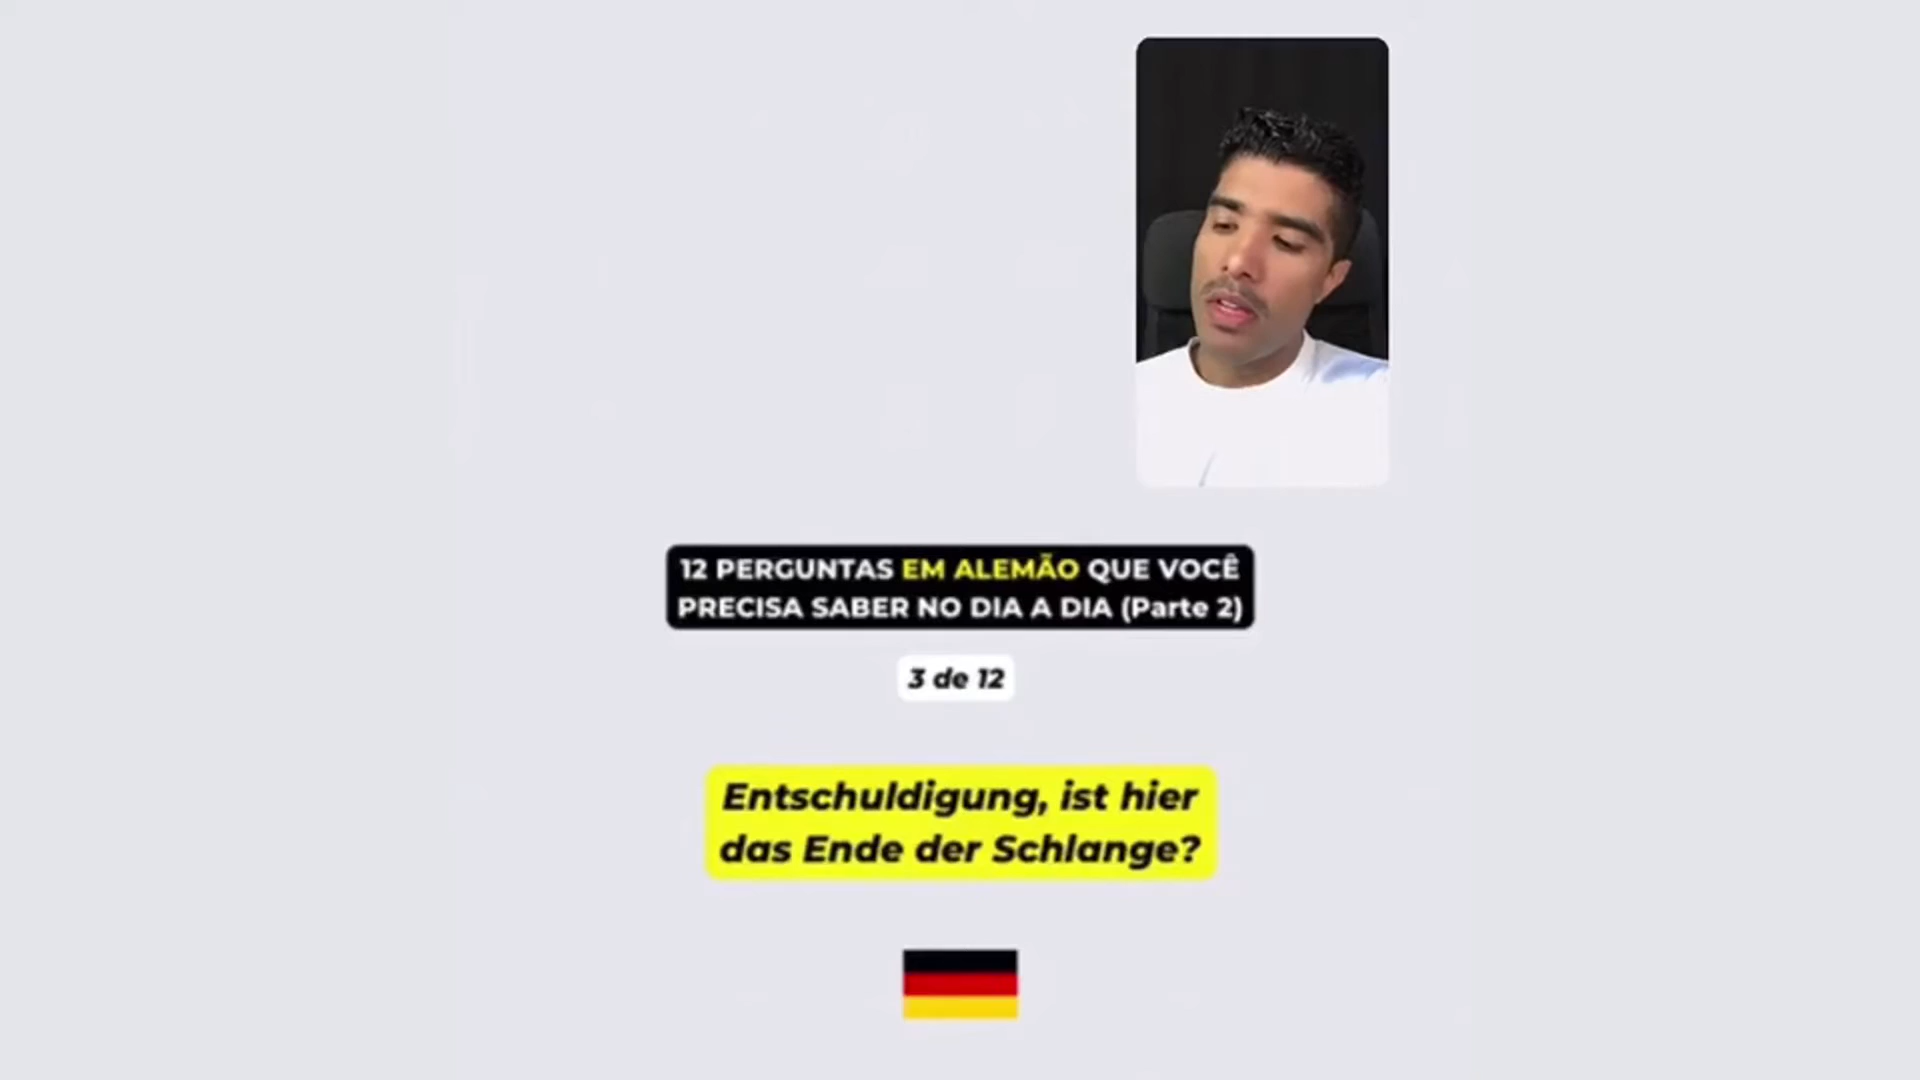 12 PERGUNTAS EM ALEMÃO QUE VOCÊ
PRECISA SABER NO DIA A DIA (Parte 2)
3 de 12
Entschuldigung, ist hier
das Ende der Schlange?